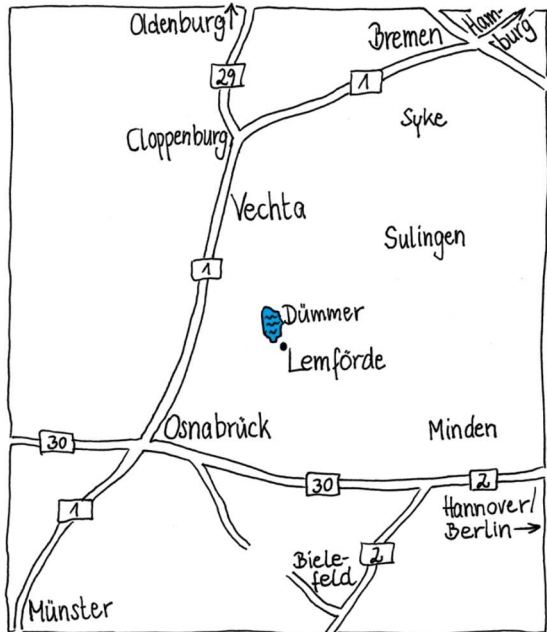 Oldenburg
Ham-
burg
Bremen
29
1
Syke
Cloppenburg
Vechta
Sulingen
1
Dümmer
Lemförde
Osnabrück
Minden
30
30
2
1
Hannover/
Berlin
2
Biele-
feld
Münster